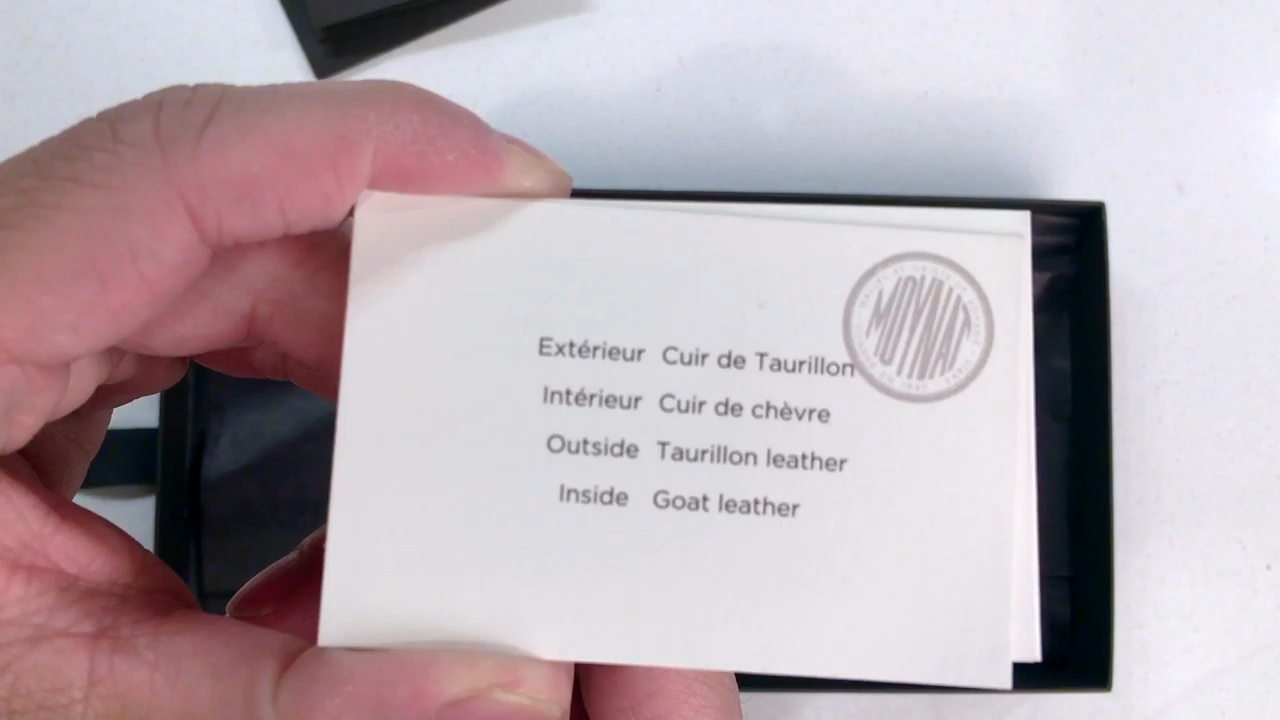 MOYNAT
Extérieur Cuir de Taurillon
Intérieur Cuir de chèvre
Outside Taurillon leather
Inside Goat leather